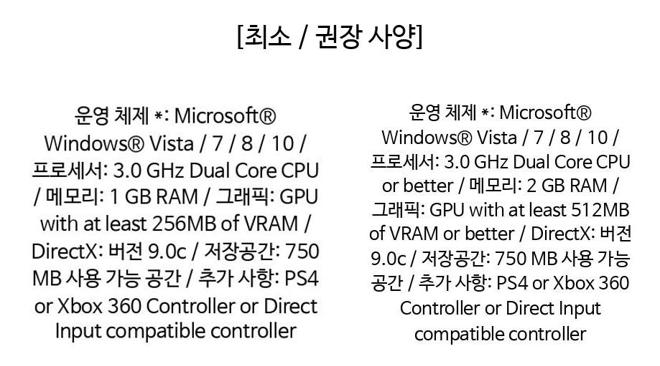 [최소 / 권장 사양]
운영 체제 *: Microsoft®
Windows® Vista / 7 / 8 / 10 /
프로세서: 3.0 GHz Dual Core CPU
/ 메모리: 1 GB RAM / 그래픽: GPU
with at least 256MB of VRAM /
DirectX: 버전 9.0c / 저장공간: 750
MB 사용 가능 공간 / 추가 사항: PS4
or Xbox 360 Controller or Direct
Input compatible controller
운영 체제 *: Microsoft®
Windows® Vista / 7 / 8 / 10 /
프로세서: 3.0 GHz Dual Core CPU
or better / 메모리: 2 GB RAM /
그래픽: GPU with at least 512MB
of VRAM or better / DirectX: 버전
9.0c / 저장공간: 750 MB 사용 가능
공간 / 추가 사항: PS4 or Xbox 360
Controller or Direct Input
compatible controller